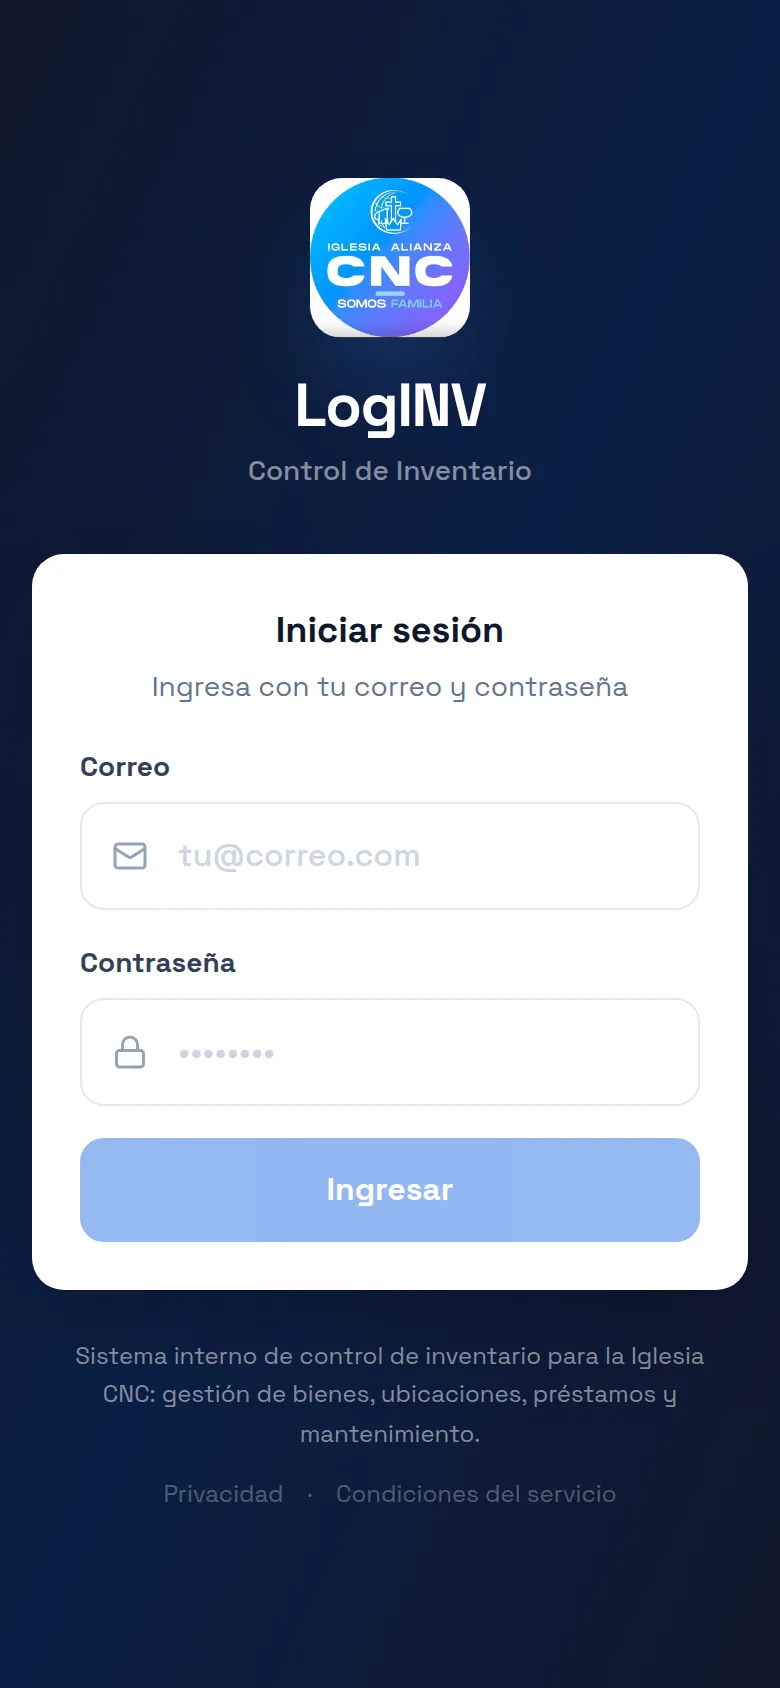 IGLESIA ALIANZA
CNC
SOMOS FAMILIA
LogINV
Control de Inventario
Iniciar sesión
Ingresa con tu correo y contraseña
Correo
tu@correo.com
Contraseña
••••••••
Ingresar
Sistema interno de control de inventario para la Iglesia
CNC: gestión de bienes, ubicaciones, préstamos y
mantenimiento.
Privacidad · Condiciones del servicio